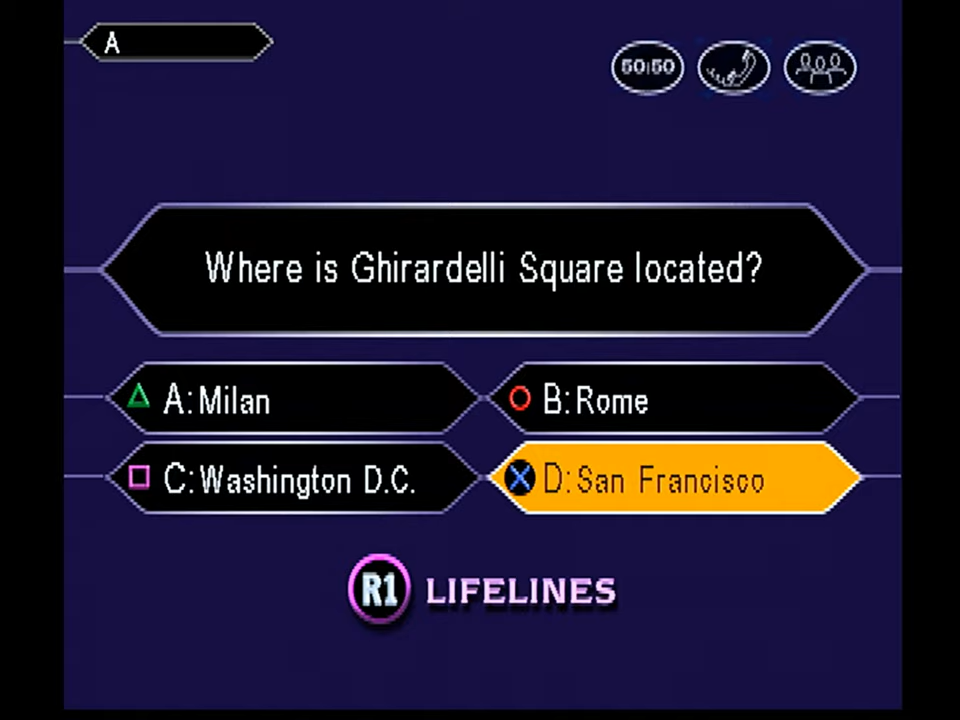 A
50:50
Where is Ghirardelli Square located?
A: Milan
B: Rome
C: Washington D.C.
D: San Francisco
R1 LIFELINES